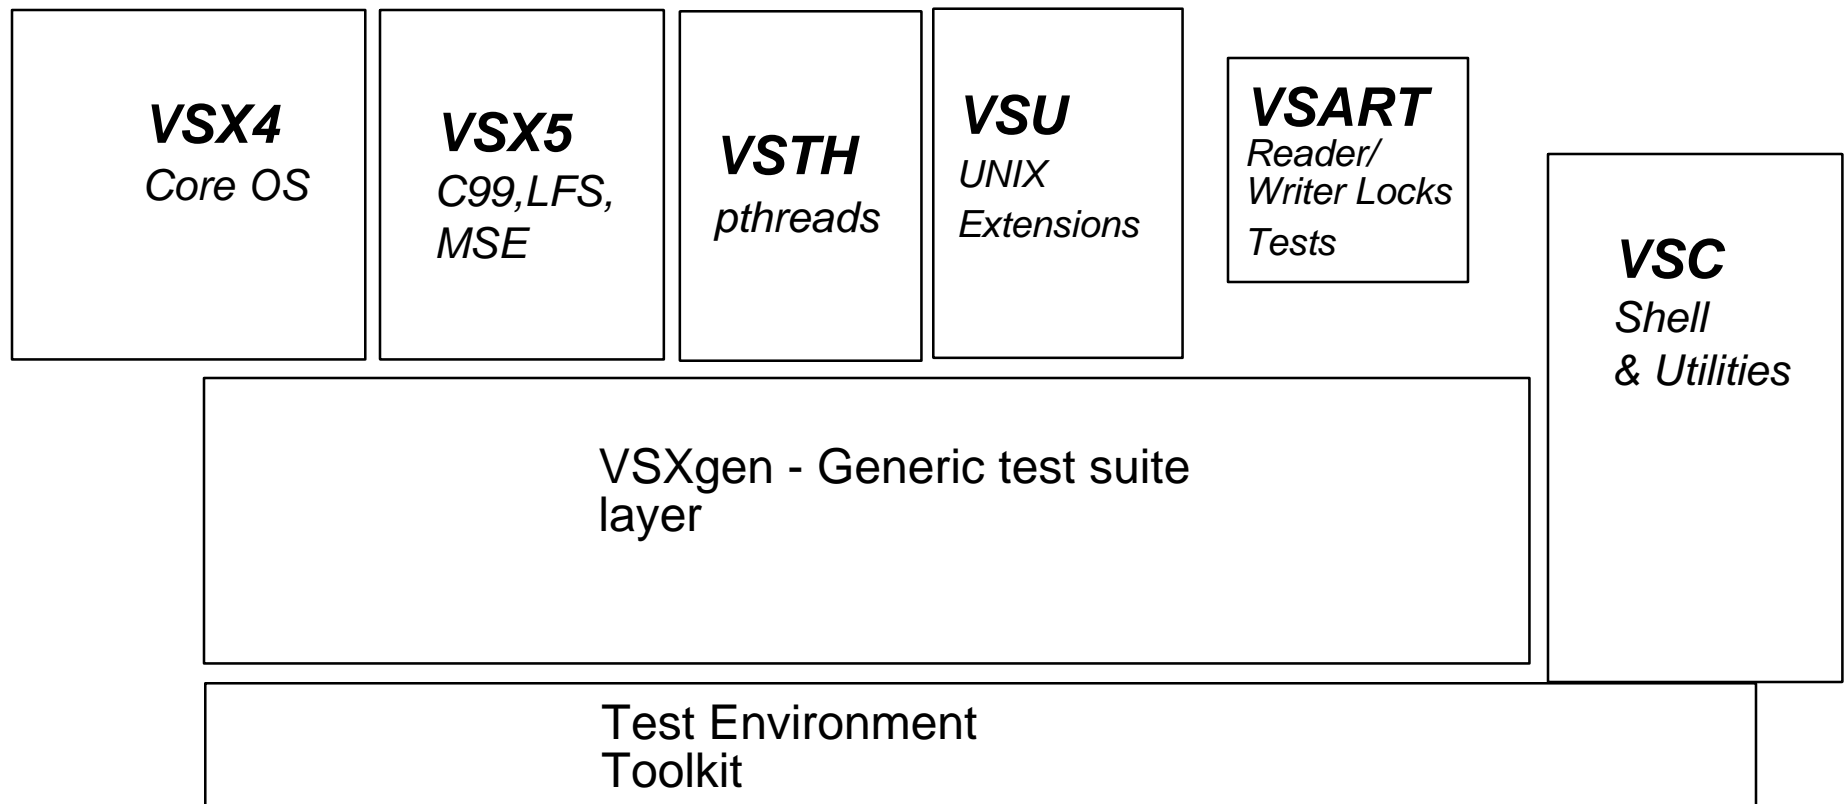 VSX4
Core OS
VSX5
C99,LFS,
MSE
VSTH
pthreads
VSU
UNIX
Extensions
VSART
Reader/
Writer Locks
Tests
VSC
Shell
& Utilities
VSXgen - Generic test suite
layer
Test Environment
Toolkit